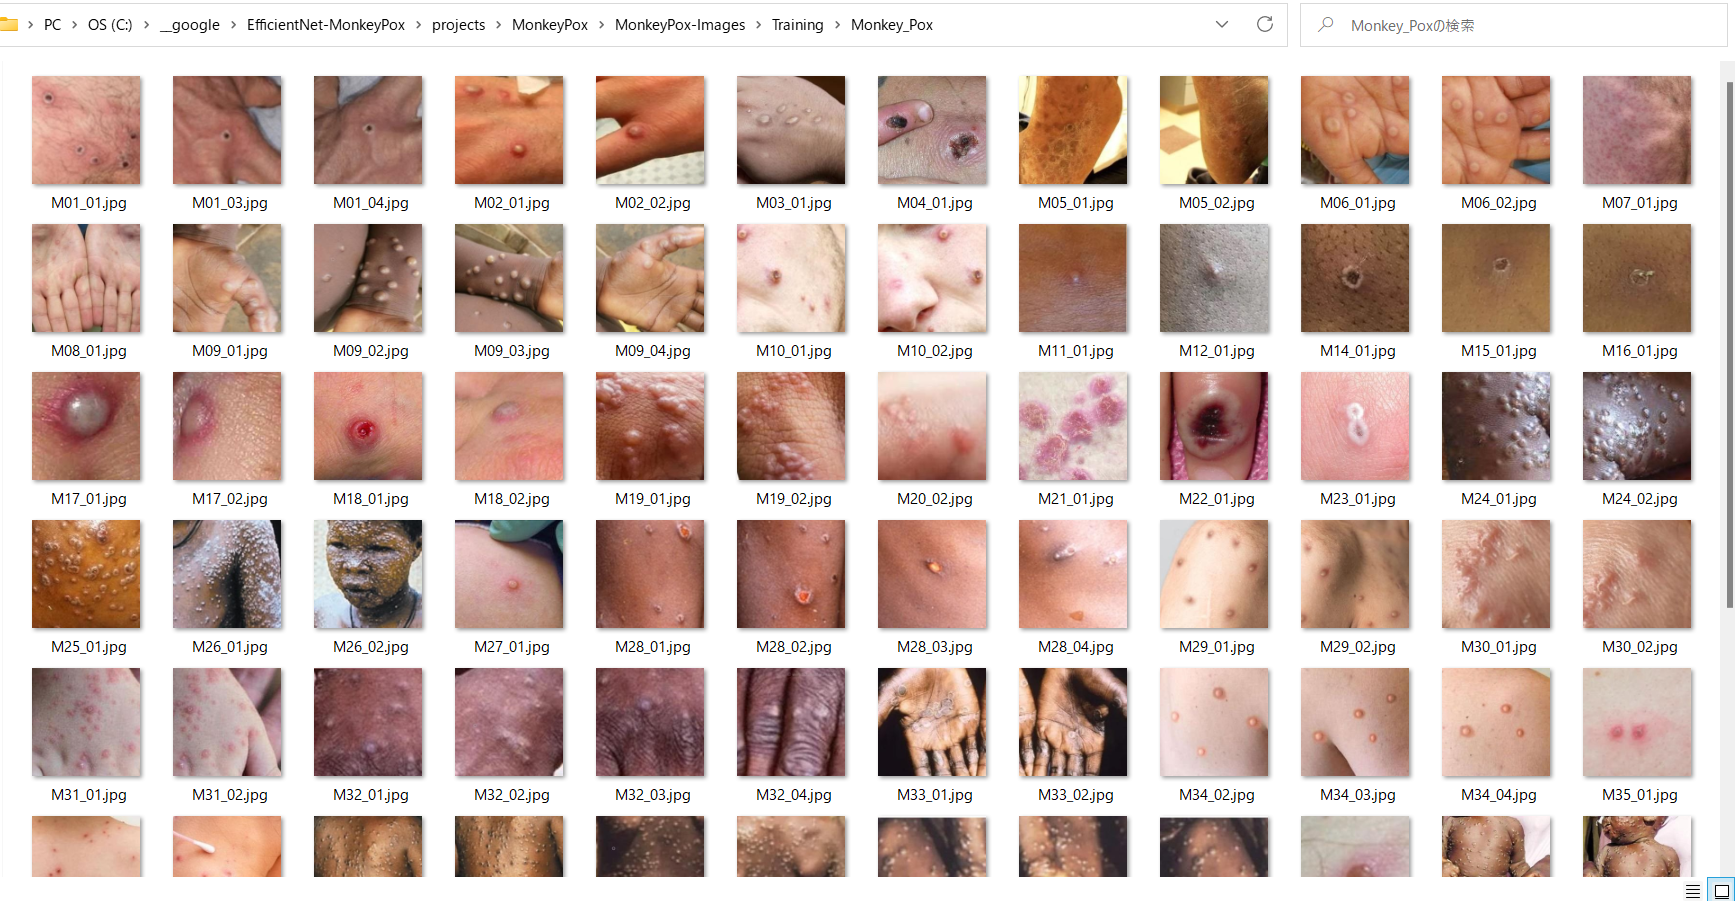 PC > OS (C:) > __google > EfficientNet-MonkeyPox > projects > MonkeyPox > MonkeyPox-Images > Training > Monkey_Pox
Monkey_Poxの検索
M01_01.jpg M01_03.jpg M01_04.jpg M02_01.jpg M02_02.jpg M03_01.jpg M04_01.jpg M05_01.jpg M05_02.jpg M06_01.jpg M06_02.jpg M07_01.jpg
M08_01.jpg M09_01.jpg M09_02.jpg M09_03.jpg M09_04.jpg M10_01.jpg M10_02.jpg M11_01.jpg M12_01.jpg M14_01.jpg M15_01.jpg M16_01.jpg
M17_01.jpg M17_02.jpg M18_01.jpg M18_02.jpg M19_01.jpg M19_02.jpg M20_02.jpg M21_01.jpg M22_01.jpg M23_01.jpg M24_01.jpg M24_02.jpg
M25_01.jpg M26_01.jpg M26_02.jpg M27_01.jpg M28_01.jpg M28_02.jpg M28_03.jpg M28_04.jpg M29_01.jpg M29_02.jpg M30_01.jpg M30_02.jpg
M31_01.jpg M31_02.jpg M32_01.jpg M32_02.jpg M32_03.jpg M32_04.jpg M33_01.jpg M33_02.jpg M34_02.jpg M34_03.jpg M34_04.jpg M35_01.jpg